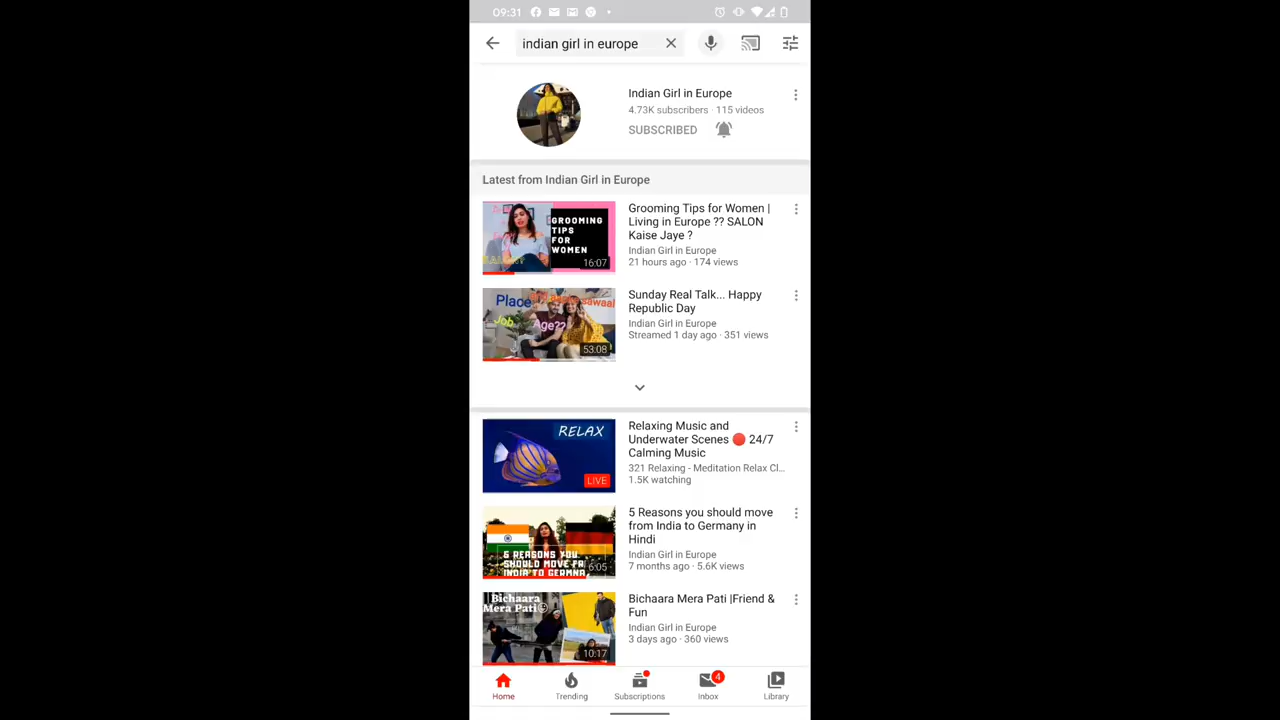 09:31
indian girl in europe
Indian Girl in Europe
4.73K subscribers · 115 videos
SUBSCRIBED
Latest from Indian Girl in Europe
GROOMING
TIPS
FOR
WOMEN
16:07
Grooming Tips for Women |
Living in Europe ?? SALON
Kaise Jaye ?
Indian Girl in Europe
21 hours ago · 174 views
Place
sawaal
Job
Age??
53:08
Sunday Real Talk... Happy
Republic Day
Indian Girl in Europe
Streamed 1 day ago · 351 views
RELAX
LIVE
Relaxing Music and
Underwater Scenes 🔴 24/7
Calming Music
321 Relaxing - Meditation Relax Cl...
1.5K watching
5 REASONS YOU
SHOULD MOVE FR
INDIA TO GERMNA
6:05
5 Reasons you should move
from India to Germany in
Hindi
Indian Girl in Europe
7 months ago · 5.6K views
Bichaara
Mera Pati
10:17
Bichaara Mera Pati |Friend &
Fun
Indian Girl in Europe
3 days ago · 360 views
4
Home
Trending
Subscriptions
Inbox
Library